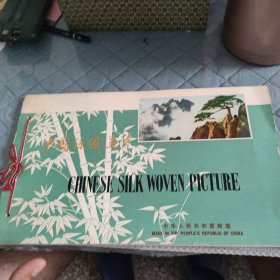 CHINESE SILK WOVEN PICTURE
中华人民共和国制造
MADE IN THE PEOPLE'S REPUBLIC OF CHINA